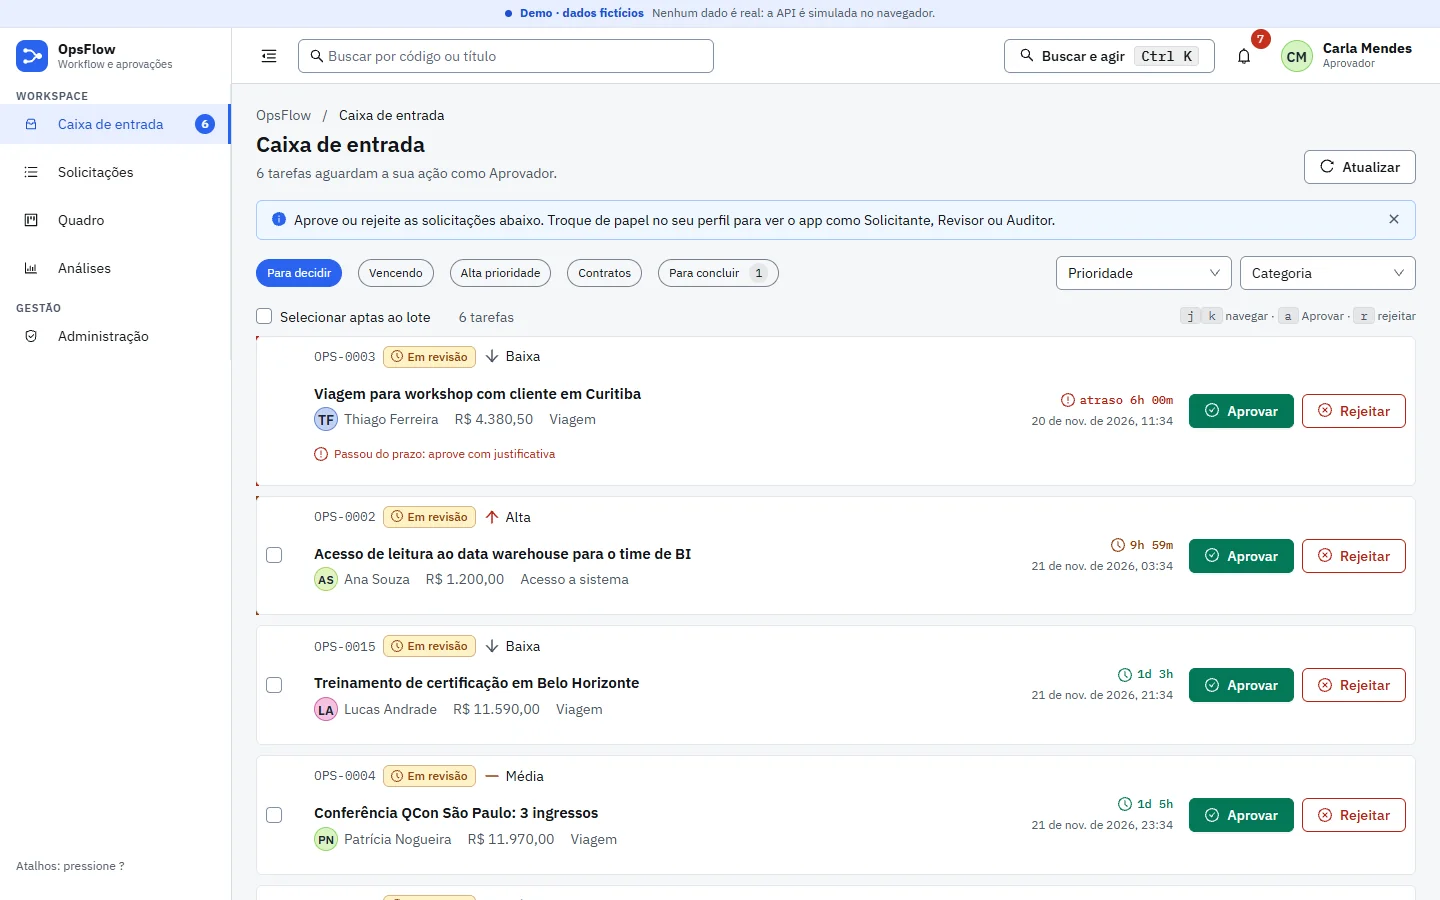 Demo · dados fictícios Nenhum dado é real: a API é simulada no navegador.
OpsFlow
Workflow e aprovações
Buscar por código ou título
Buscar e agir Ctrl K
7
CM
Carla Mendes
Aprovador
WORKSPACE
Caixa de entrada 6
Solicitações
Quadro
Análises
GESTÃO
Administração
Atalhos: pressione ?
OpsFlow / Caixa de entrada
Caixa de entrada
6 tarefas aguardam a sua ação como Aprovador.
Atualizar
Aprove ou rejeite as solicitações abaixo. Troque de papel no seu perfil para ver o app como Solicitante, Revisor ou Auditor.
Para decidir Vencendo Alta prioridade Contratos Para concluir 1
Prioridade Categoria
Selecionar aptas ao lote 6 tarefas
j k navegar · a Aprovar · r rejeitar
OPS-0003 Em revisão Baixa
Viagem para workshop com cliente em Curitiba
TF Thiago Ferreira R$ 4.380,50 Viagem
Passou do prazo: aprove com justificativa
atraso 6h 00m
20 de nov. de 2026, 11:34
Aprovar Rejeitar
OPS-0002 Em revisão Alta
Acesso de leitura ao data warehouse para o time de BI
AS Ana Souza R$ 1.200,00 Acesso a sistema
9h 59m
21 de nov. de 2026, 03:34
Aprovar Rejeitar
OPS-0015 Em revisão Baixa
Treinamento de certificação em Belo Horizonte
LA Lucas Andrade R$ 11.590,00 Viagem
1d 3h
21 de nov. de 2026, 21:34
Aprovar Rejeitar
OPS-0004 Em revisão Média
Conferência QCon São Paulo: 3 ingressos
PN Patrícia Nogueira R$ 11.970,00 Viagem
1d 5h
21 de nov. de 2026, 23:34
Aprovar Rejeitar